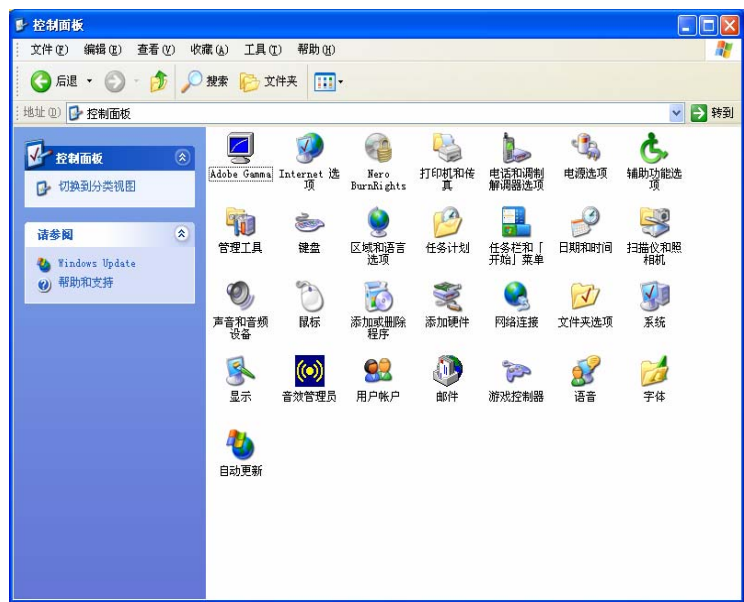 控制面板
文件(F) 编辑(E) 查看(V) 收藏(A) 工具(T) 帮助(H)
后退 搜索 文件夹
地址(D) 控制面板 转到
控制面板
切换到分类视图
请参阅
Windows Update
帮助和支持
Adobe Gamma
Internet 选
项
Nero
BurnRights
打印机和传
真
电话和调制
解调器选项
电源选项
辅助功能选
项
管理工具
键盘
区域和语言
选项
任务计划
任务栏和「
开始」菜单
日期和时间
扫描仪和照
相机
声音和音频
设备
鼠标
添加或删除
程序
添加硬件
网络连接
文件夹选项
系统
显示
音效管理员
用户帐户
邮件
游戏控制器
语音
字体
自动更新